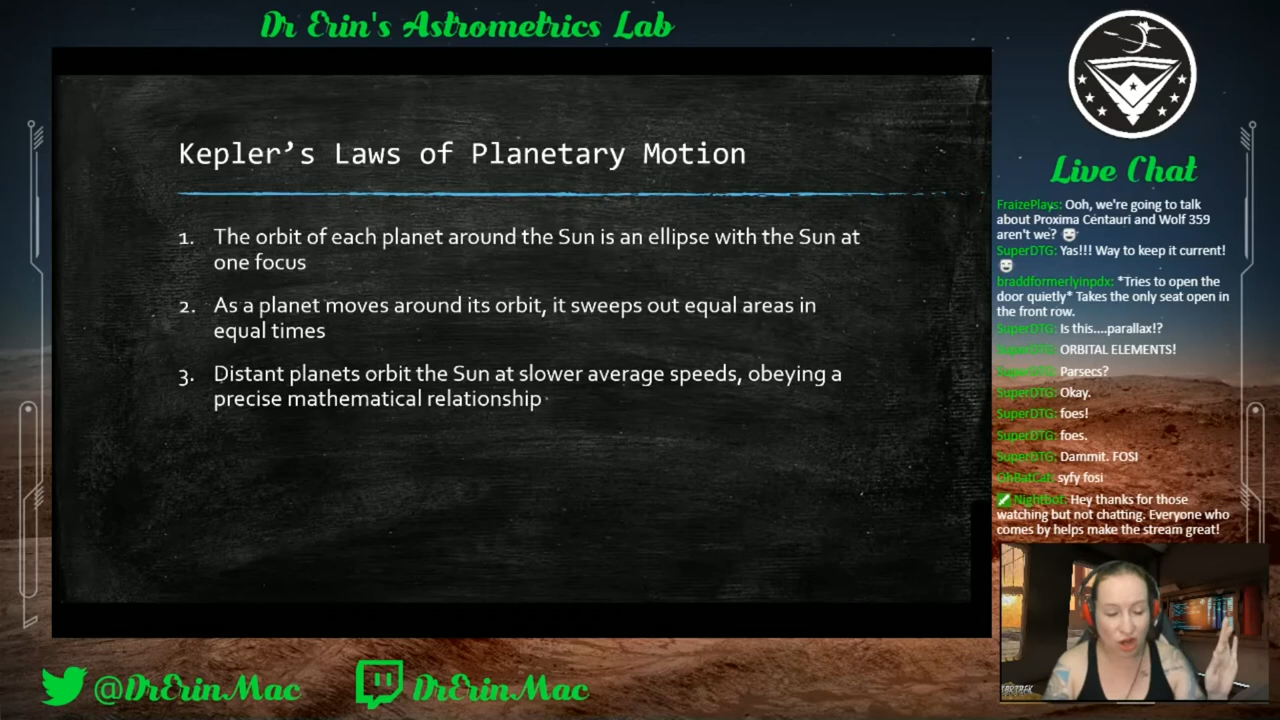 Dr Erin's Astrometrics Lab
Kepler's Laws of Planetary Motion
1. The orbit of each planet around the Sun is an ellipse with the Sun at
one focus
2. As a planet moves around its orbit, it sweeps out equal areas in
equal times
3. Distant planets orbit the Sun at slower average speeds, obeying a
precise mathematical relationship
Live Chat
FraizePlays: Ooh, we're going to talk
about Proxima Centauri and Wolf 359
aren't we?
SuperDTG: Yas!!! Way to keep it current!
braddformerlyinpdx: *Tries to open the
door quietly* Takes the only seat open in
the front row.
SuperDTG: Is this....parallax!?
SuperDTG: ORBITAL ELEMENTS!
SuperDTG: Parsecs?
SuperDTG: Okay.
SuperDTG: foes!
SuperDTG: foes.
SuperDTG: Dammit. FOSI
OhBatCat: syfy fosi
Nightbot: Hey thanks for those
watching but not chatting. Everyone who
comes by helps make the stream great!
@DrErinMac
DrErinMac